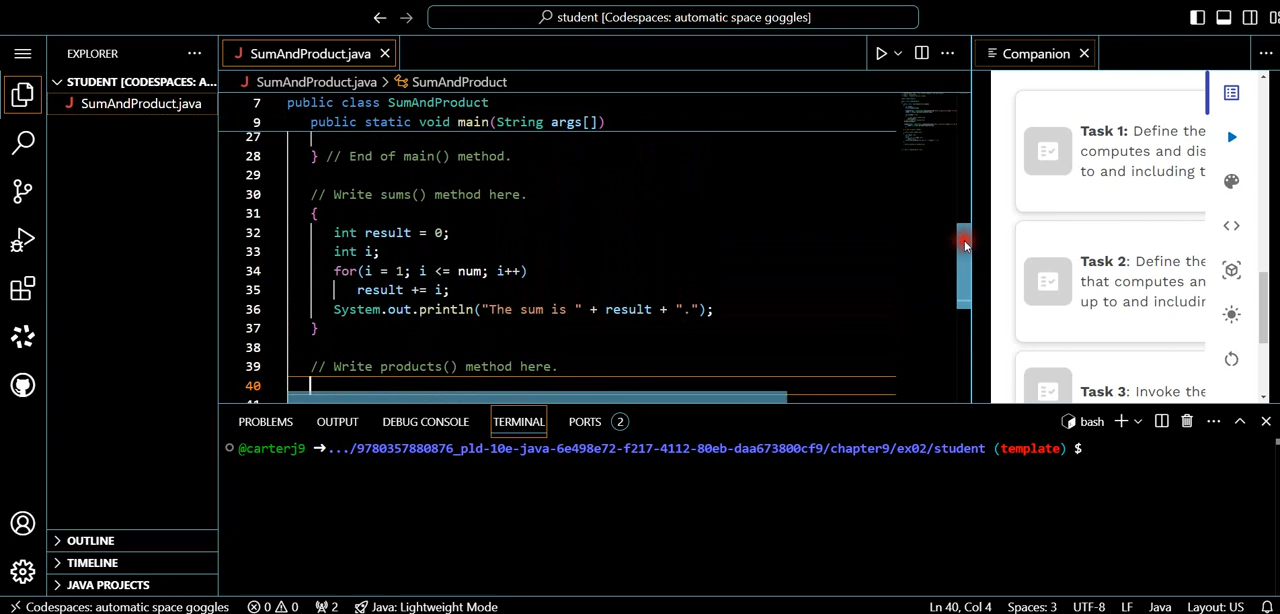 student [Codespaces: automatic space goggles]
EXPLORER
STUDENT [CODESPACES: A...
SumAndProduct.java
OUTLINE
TIMELINE
JAVA PROJECTS
SumAndProduct.java
SumAndProduct.java > SumAndProduct
7 public class SumAndProduct
9 public static void main(String args[])
27
28 } // End of main() method.
29
30 // Write sums() method here.
31 {
32 int result = 0;
33 int i;
34 for(i = 1; i <= num; i++)
35 result += i;
36 System.out.println("The sum is " + result + ".");
37 }
38
39 // Write products() method here.
40
Companion
Task 1: Define the
computes and dis
to and including t
Task 2: Define the
that computes an
up to and includin
Task 3: Invoke the
PROBLEMS OUTPUT DEBUG CONSOLE TERMINAL PORTS 2
bash
@carterj9 →.../9780357880876_pld-10e-java-6e498e72-f217-4112-80eb-daa673800cf9/chapter9/ex02/student (template) $
Codespaces: automatic space goggles 0 0 2 Java: Lightweight Mode Ln 40, Col 4 Spaces: 3 UTF-8 LF Java Layout: US